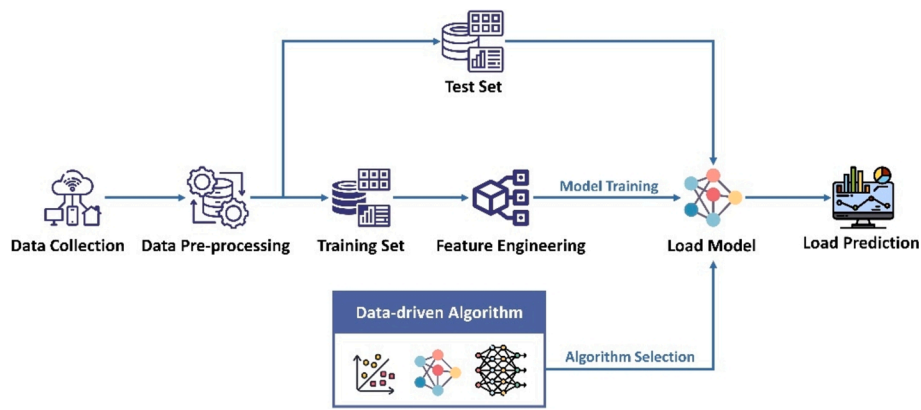 Test Set
Model Training
Data Collection
Data Pre-processing
Training Set
Feature Engineering
Load Model
Load Prediction
Data-driven Algorithm
Algorithm Selection